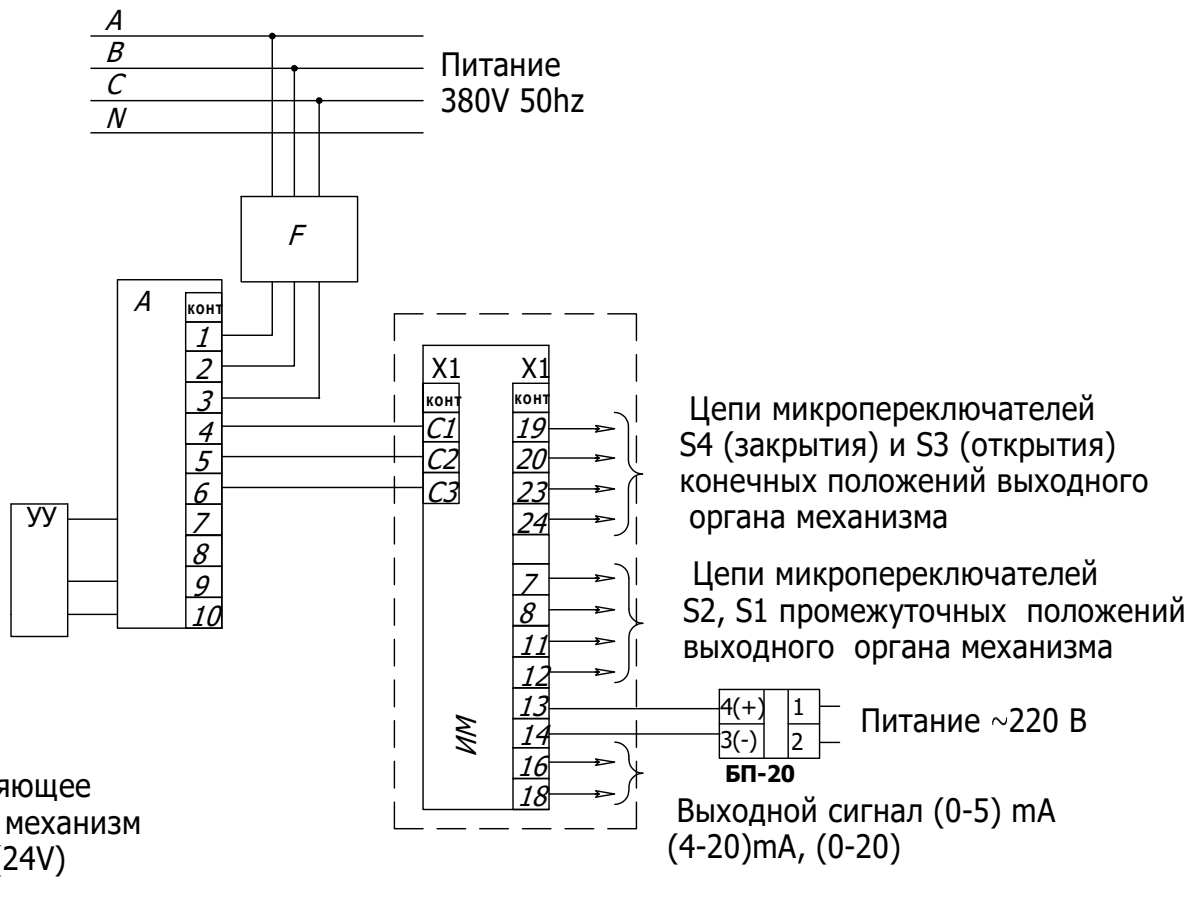 A
B
C
N
Питание
380V 50hz
F
A
конт
1
2
3
4
5
6
7
8
9
10
УУ
X1
конт
C1
C2
C3
X1
конт
19
20
23
24
7
8
11
12
13
14
16
18
ИМ
Цепи микропереключателей
S4 (закрытия) и S3 (открытия)
конечных положений выходного
органа механизма
Цепи микропереключателей
S2, S1 промежуточных положений
выходного органа механизма
4(+) 1
3(-) 2
БП-20
Питание ~220 В
Выходной сигнал (0-5) mA
(4-20)mA, (0-20)
яющее
механизм
24V)